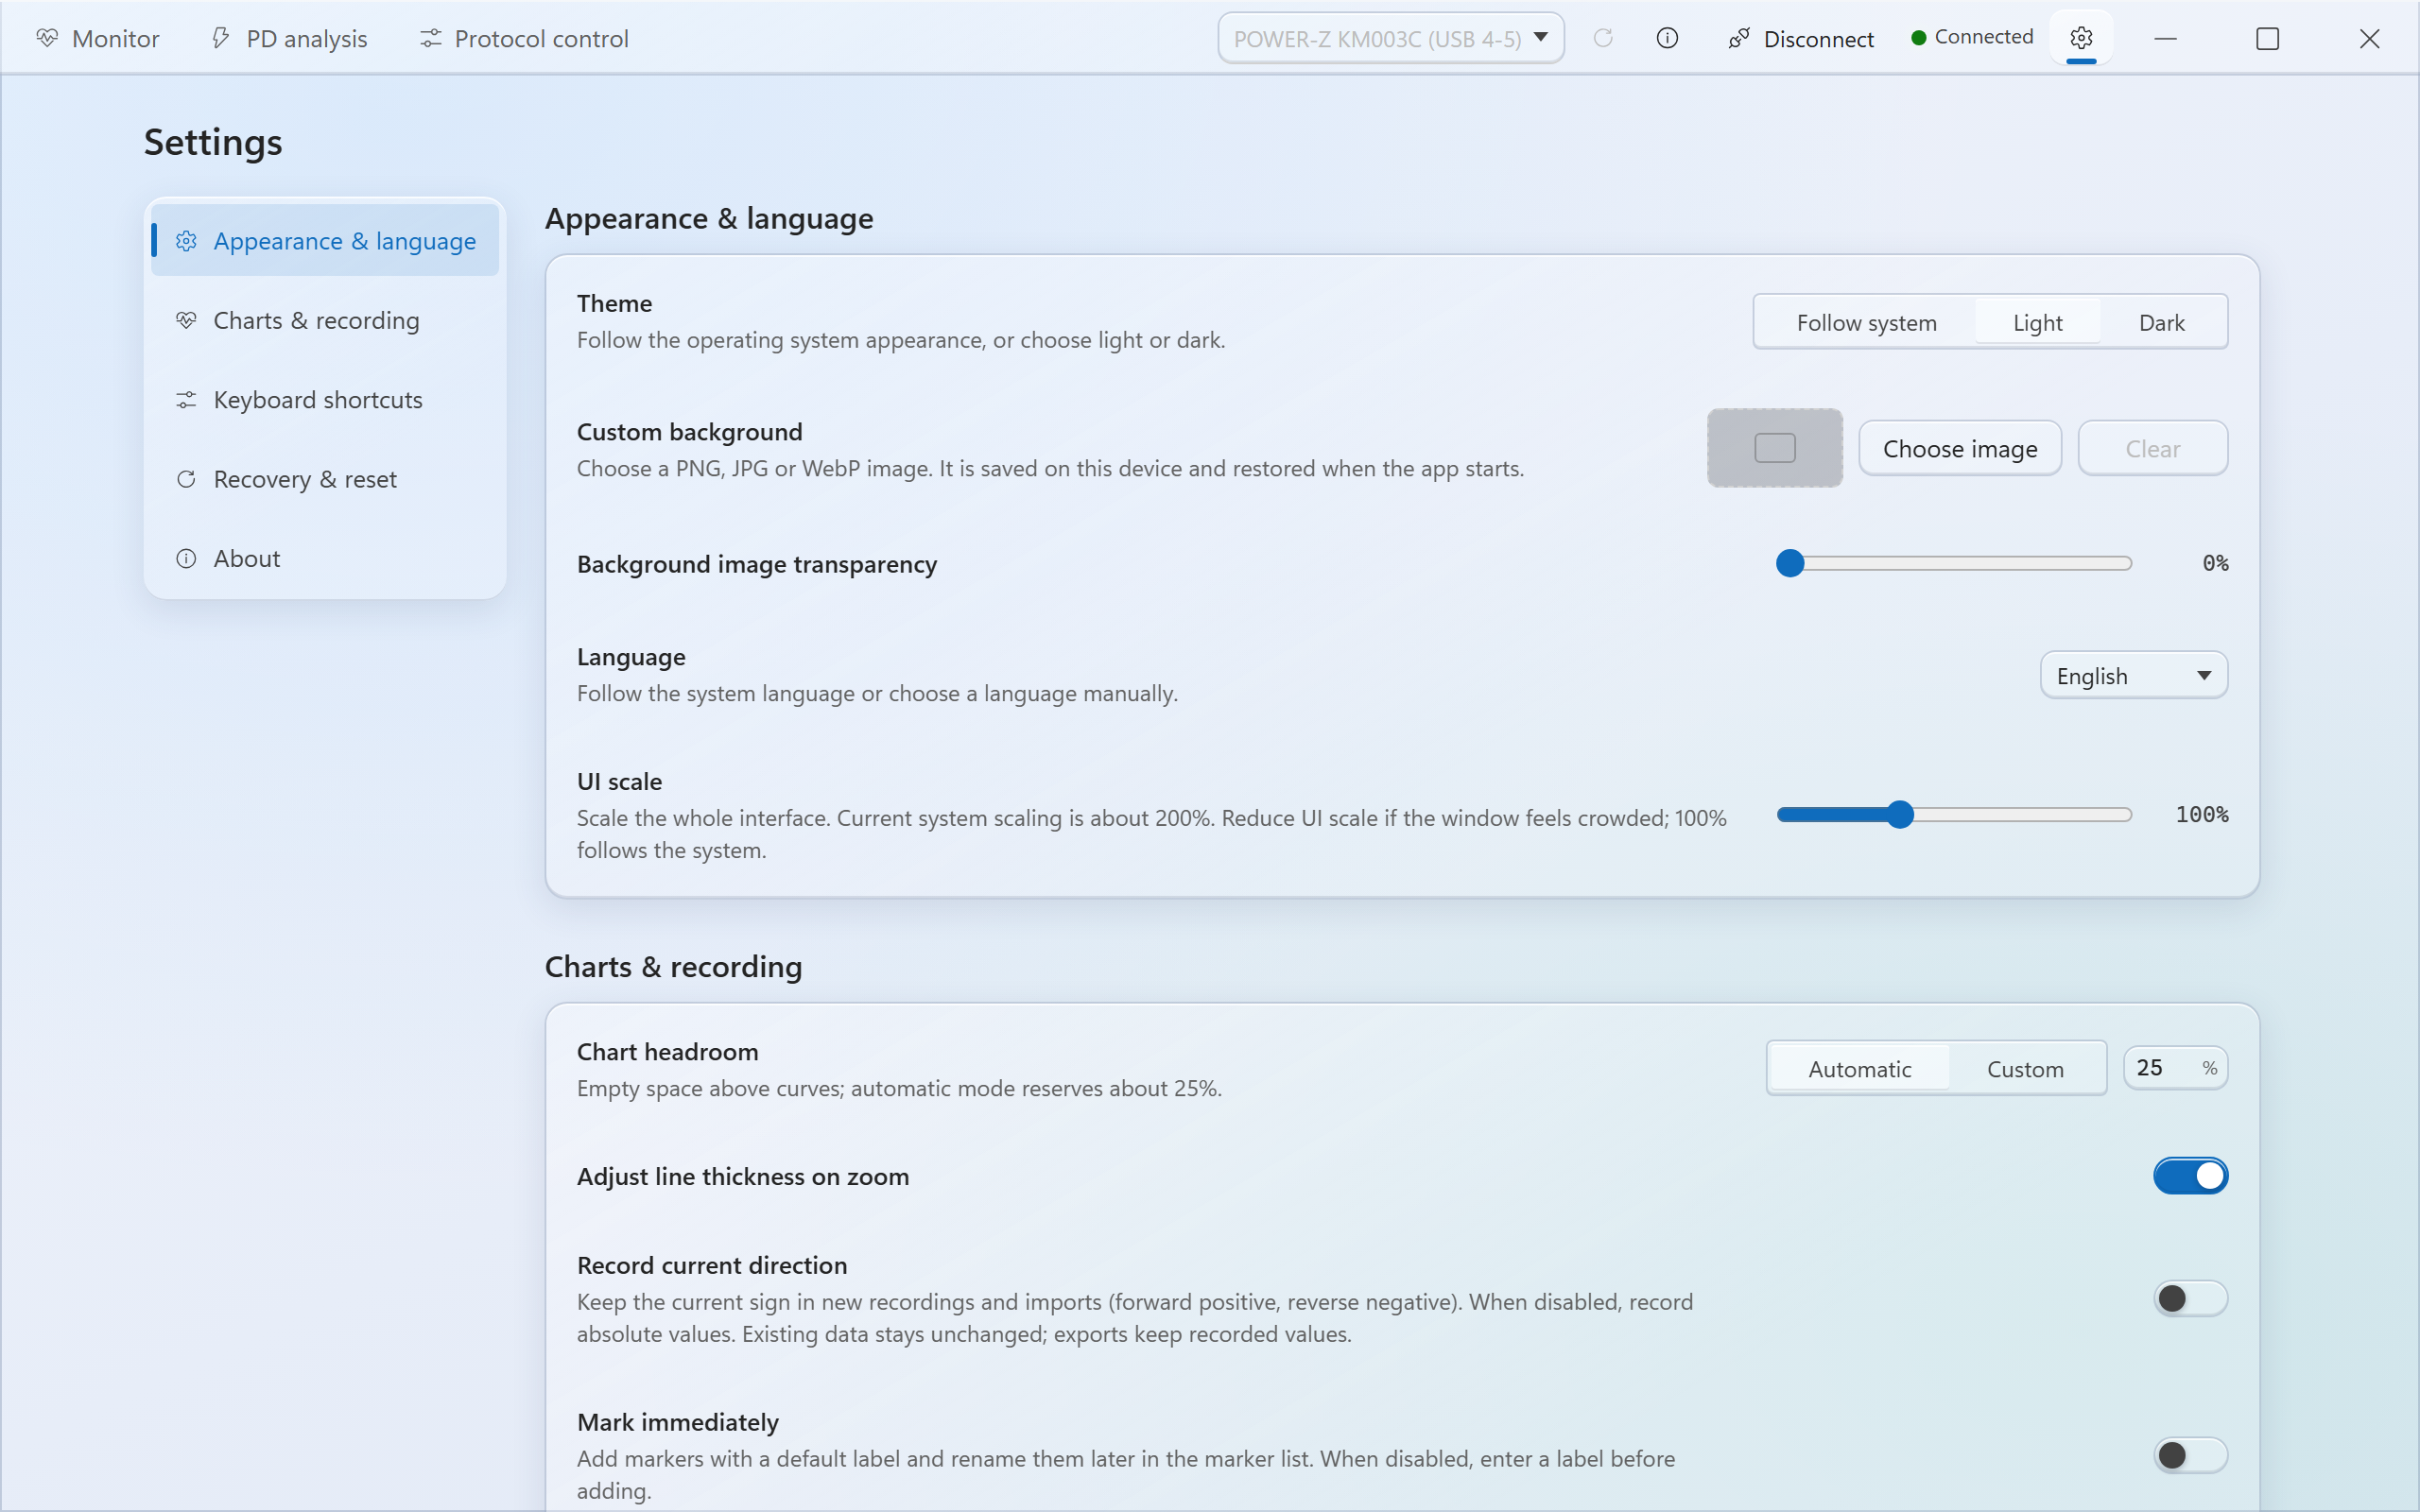 Monitor
PD analysis
Protocol control
POWER-Z KM003C (USB 4-5)
Disconnect
Connected
Settings
Appearance & language
Charts & recording
Keyboard shortcuts
Recovery & reset
About
Appearance & language
Theme
Follow the operating system appearance, or choose light or dark.
Follow system
Light
Dark
Custom background
Choose a PNG, JPG or WebP image. It is saved on this device and restored when the app starts.
Choose image
Clear
Background image transparency
0%
Language
Follow the system language or choose a language manually.
English
UI scale
Scale the whole interface. Current system scaling is about 200%. Reduce UI scale if the window feels crowded; 100%
follows the system.
100%
Charts & recording
Chart headroom
Empty space above curves; automatic mode reserves about 25%.
Automatic
Custom
25 %
Adjust line thickness on zoom
Record current direction
Keep the current sign in new recordings and imports (forward positive, reverse negative). When disabled, record
absolute values. Existing data stays unchanged; exports keep recorded values.
Mark immediately
Add markers with a default label and rename them later in the marker list. When disabled, enter a label before
adding.